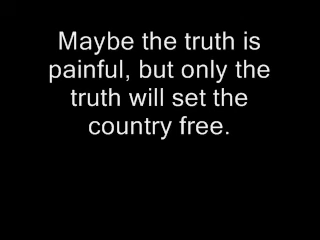 Maybe the truth is
painful, but only the
truth will set the
country free.